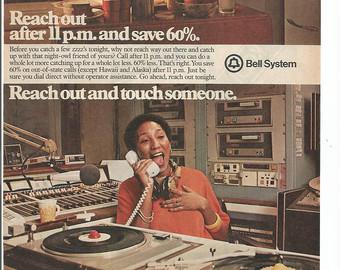 Reach out
after 11 p.m. and save 60%.
Before you catch a few zzzz's tonight, why not reach way out there and catch
up with that night-owl friend of yours? Call after 11 p.m. and you can do a
whole lot more catching up for a whole lot less. 60% less. That's right. You save
60% on out-of-state calls (except Hawaii and Alaska) after 11 p.m. Just be
sure you dial direct without operator assistance. Go ahead, reach out tonight.
Bell System
Reach out and touch someone.